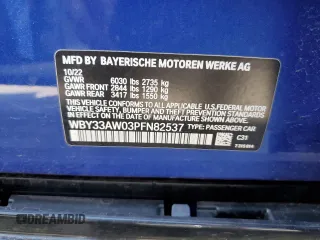 MFD BY BAYERISCHE MOTOREN WERKE AG
10/22
GVWR 6030 lbs 2735 kg
GAWR FRONT 2844 lbs 1290 kg
GAWR REAR 3417 lbs 1550 kg
THIS VEHICLE CONFORMS TO ALL APPLICABLE U.S. FEDERAL MOTOR
VEHICLE SAFETY, BUMPER, AND THEFT PREVENTION STANDARDS IN EFFECT
ON THE DATE OF MANUFACTURE SHOWN ABOVE.
WBY33AW03PFN82537 TYPE: PASSENGER CAR
C31
© IDREAMBID